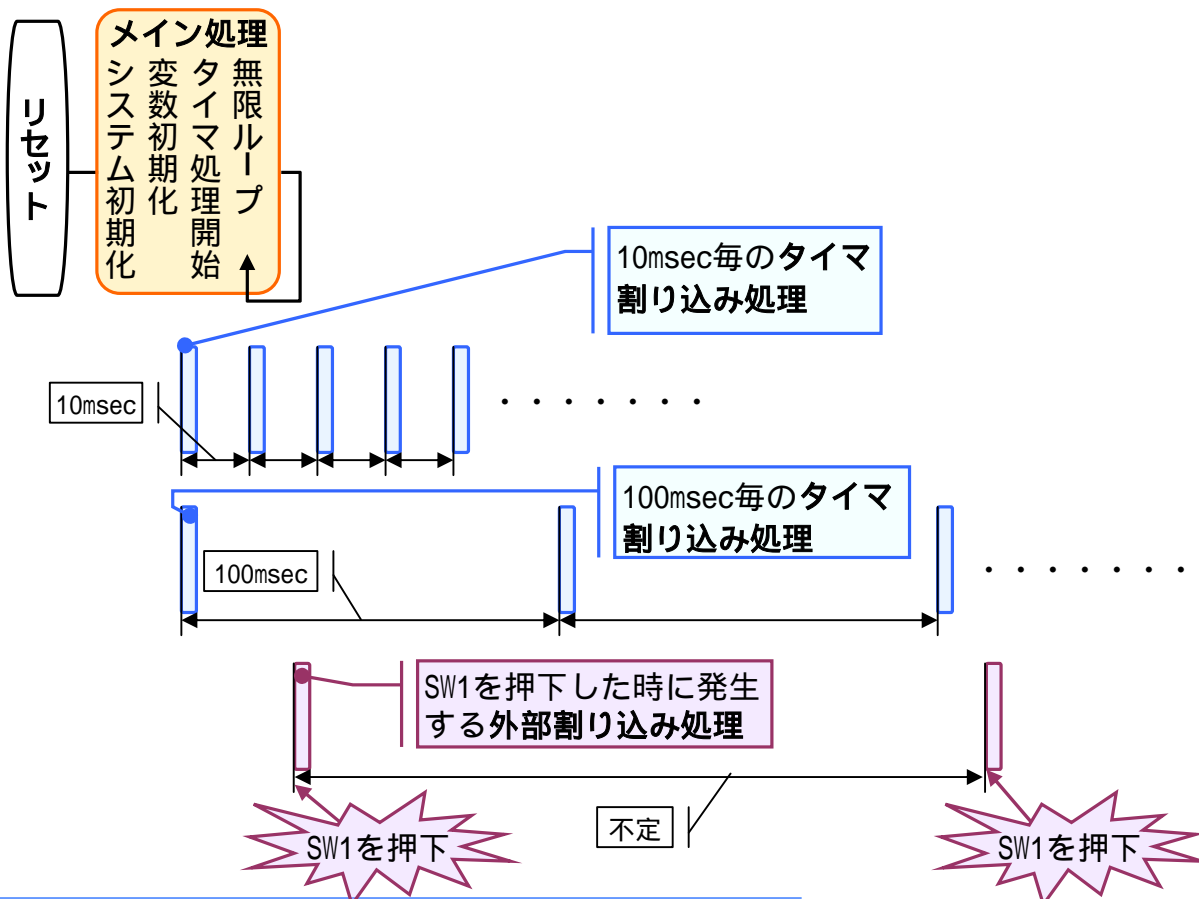 リセット
メイン処理
システム初期化
変数初期化
タイマ処理開始
無限ループ
10msec毎のタイマ
割り込み処理
10msec
・・・・・・・
100msec毎のタイマ
割り込み処理
100msec
・・・・・・・
SW1を押下した時に発生
する外部割り込み処理
不定
SW1を押下
SW1を押下